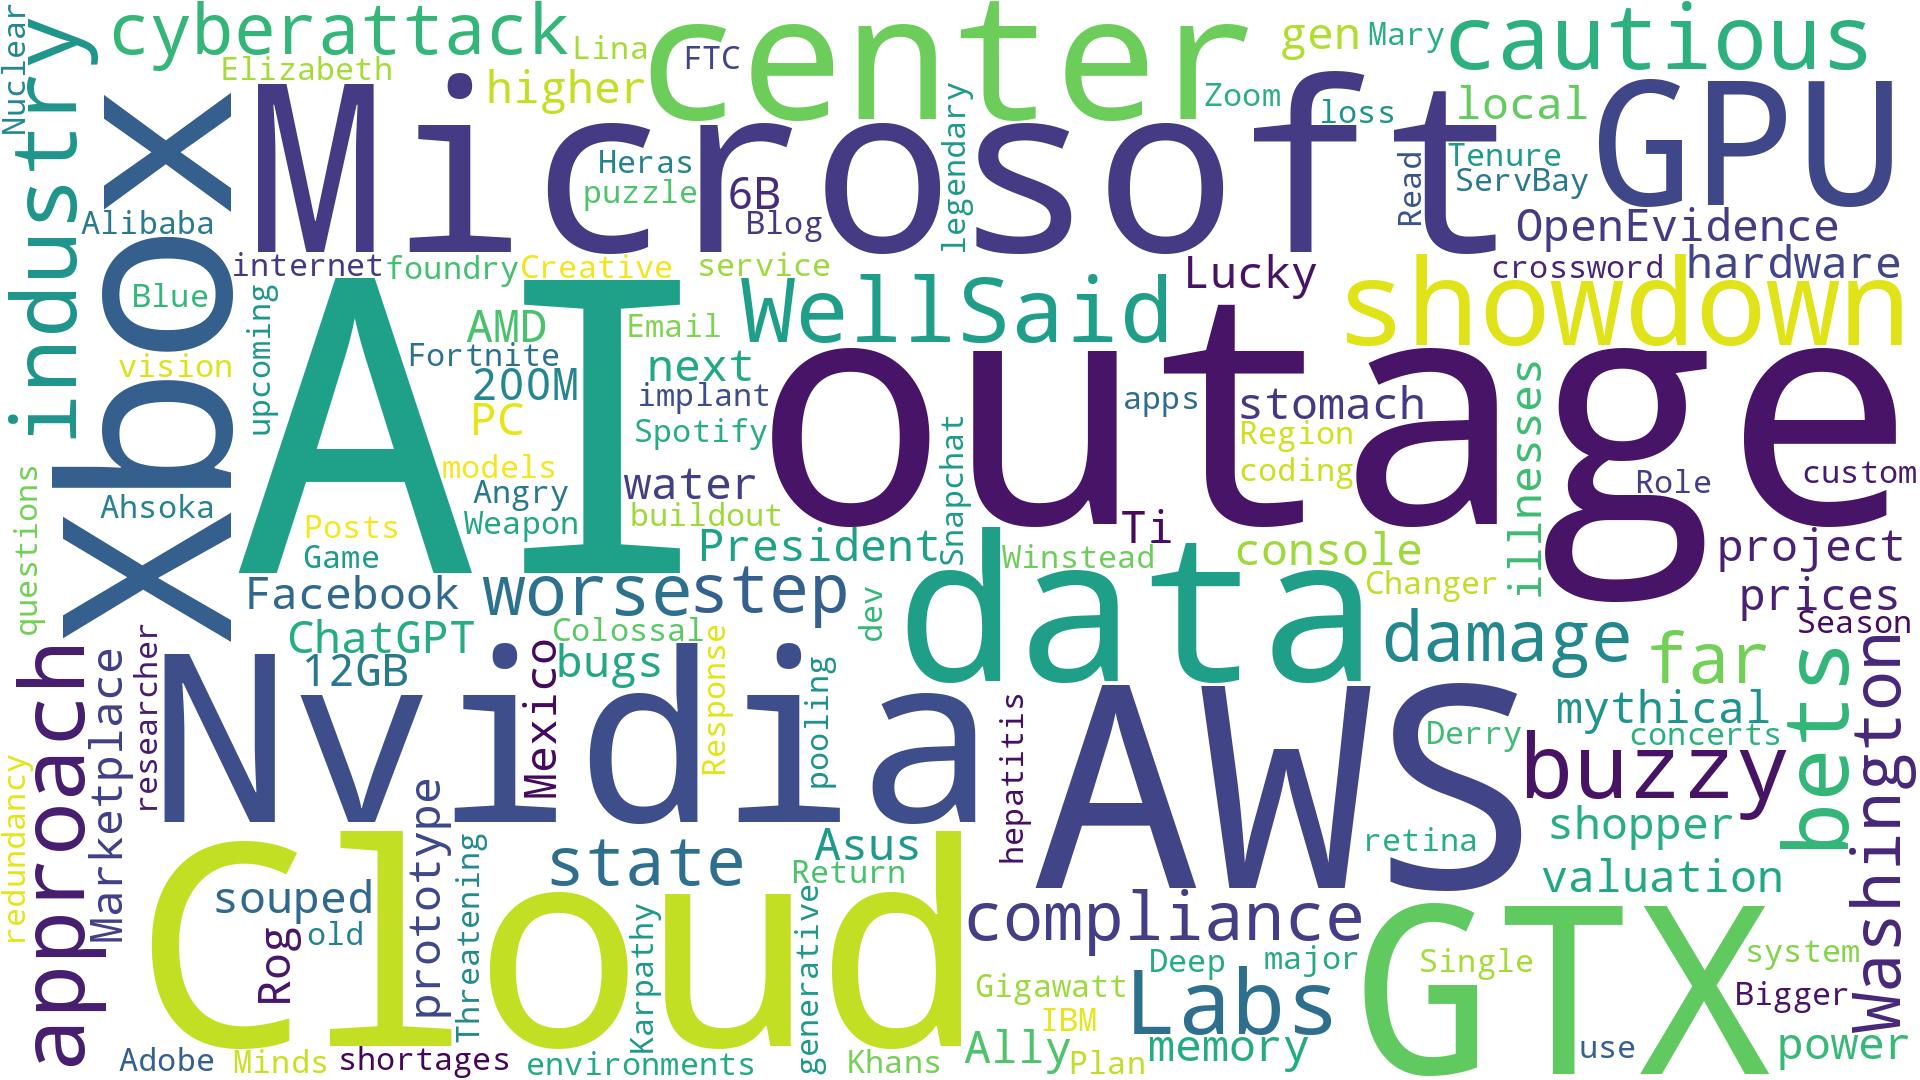 Nuclear
industry
cyberattack
Lina
FTC
center
gen
Mary
cautious
Elizabeth
higher
Zoom
loss
local
GPU
Xbox
Microsoft
legendary
Heras
puzzle
6B
Blog
Read
Tenure
ServBay
Alibaba
OpenEvidence
internet
foundry
Creative
service
Lucky
crossword
hardware
Blue
upcoming
AI
AMD
Email
WellSaid
showdown
vision
Fortnite
200M
next
implant
outage
apps
stomach
illnesses
PC
Spotify
Snapchat
Region
models
coding
questions
Ahsoka
Angry
water
Role
custom
Posts
Weapon
buildout
Ti
Game
President
Winstead
console
project
Facebook
worse
step
dev
data
Changer
prices
Season
ChatGPT
Colossal
damage
far
bets
Washington
approach
Marketplace
researcher
12GB
Nvidia
Mexico
bugs
Response
pooling
hepatitis
AWS
mythical
Derry
concerts
buzzy
redundancy
prototype
Threatening
state
Asus
Return
retina
shopper
valuation
Cloud
souped
Rog
old
Karpathy
generative
compliance
GTX
Deep
major
Single
system
Gigawatt
Labs
Bigger
IBM
Adobe
Minds
shortages
environments
Khans
Ally
Plan
memory
use
power